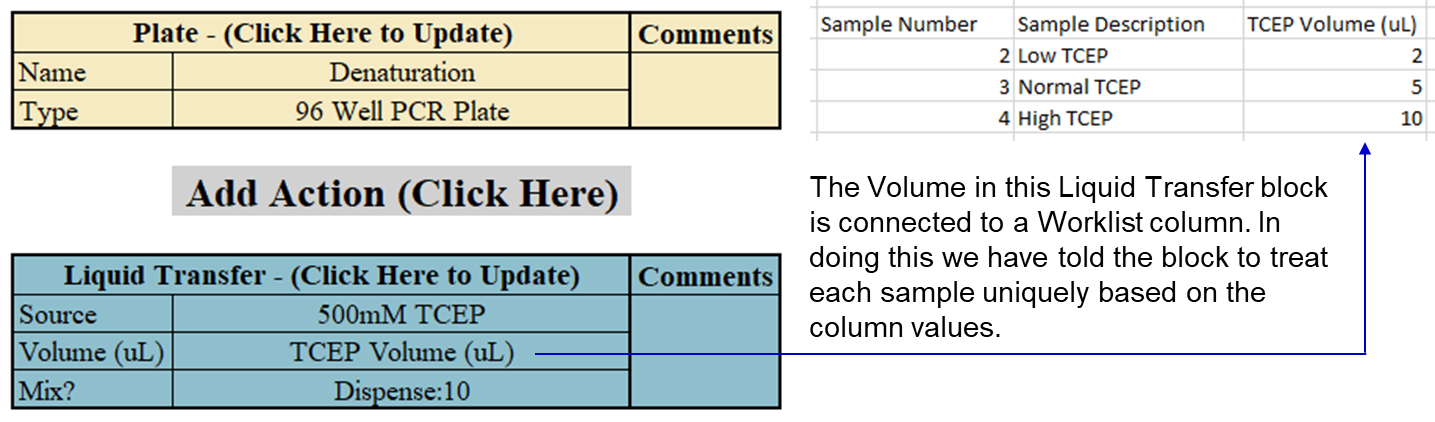 Plate - (Click Here to Update) Comments
Name Denaturation
Type 96 Well PCR Plate
Add Action (Click Here)
Liquid Transfer - (Click Here to Update) Comments
Source 500mM TCEP
Volume (uL) TCEP Volume (uL)
Mix? Dispense:10
Sample Number Sample Description TCEP Volume (uL)
2 Low TCEP 2
3 Normal TCEP 5
4 High TCEP 10
The Volume in this Liquid Transfer block
is connected to a Worklist column. In
doing this we have told the block to treat
each sample uniquely based on the
column values.